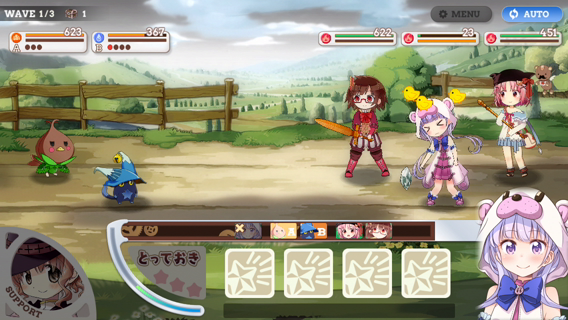 WAVE 1/3 1
MENU
AUTO
623
367
A
B
622
23
451
A B
とっておき
SUPPORT